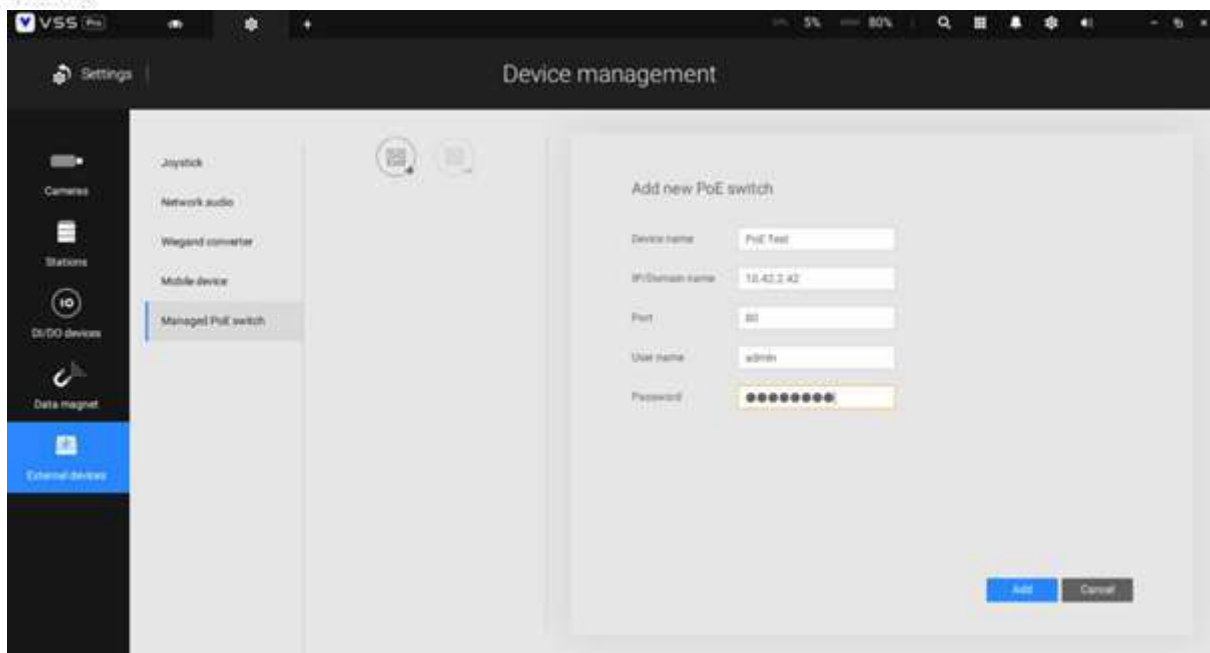 VSS Pro
5% 80%
Settings
Device management
Cameras
Stations
IO
DI/DO devices
Data magnet
External devices
Joystick
Network audio
Wiegand converter
Mobile device
Managed PoE switch
Add new PoE switch
Device name PoE Test
IP/Domain name 10.42.2.42
Port 80
User name admin
Password
Add Cancel